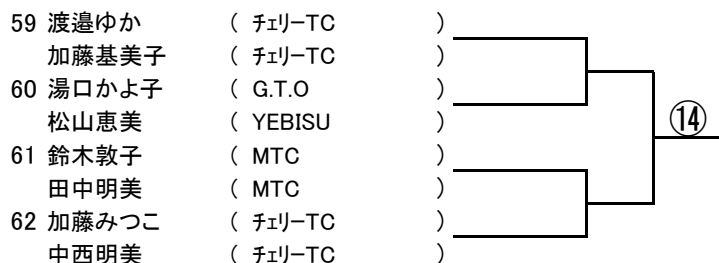 59 渡邉ゆか ( ﾁｪﾘｰTC )
加藤基美子 ( ﾁｪﾘｰTC )
60 湯口かよ子 ( G.T.O )
松山恵美 ( YEBISU )
⑭
61 鈴木敦子 ( MTC )
田中明美 ( MTC )
62 加藤みつこ ( ﾁｪﾘｰTC )
中西明美 ( ﾁｪﾘｰTC )